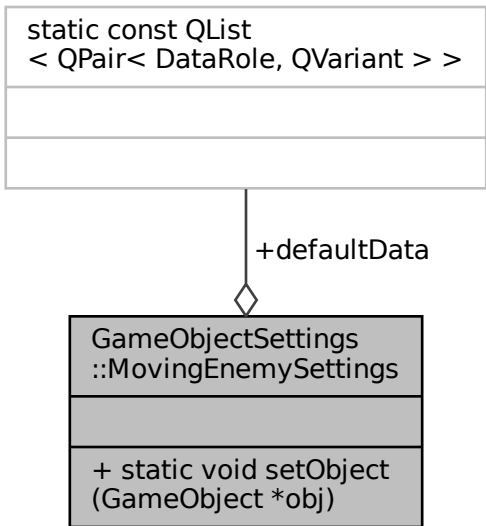 static const QList
< QPair< DataRole, QVariant > >
+defaultData
GameObjectSettings
::MovingEnemySettings
+ static void setObject
(GameObject *obj)